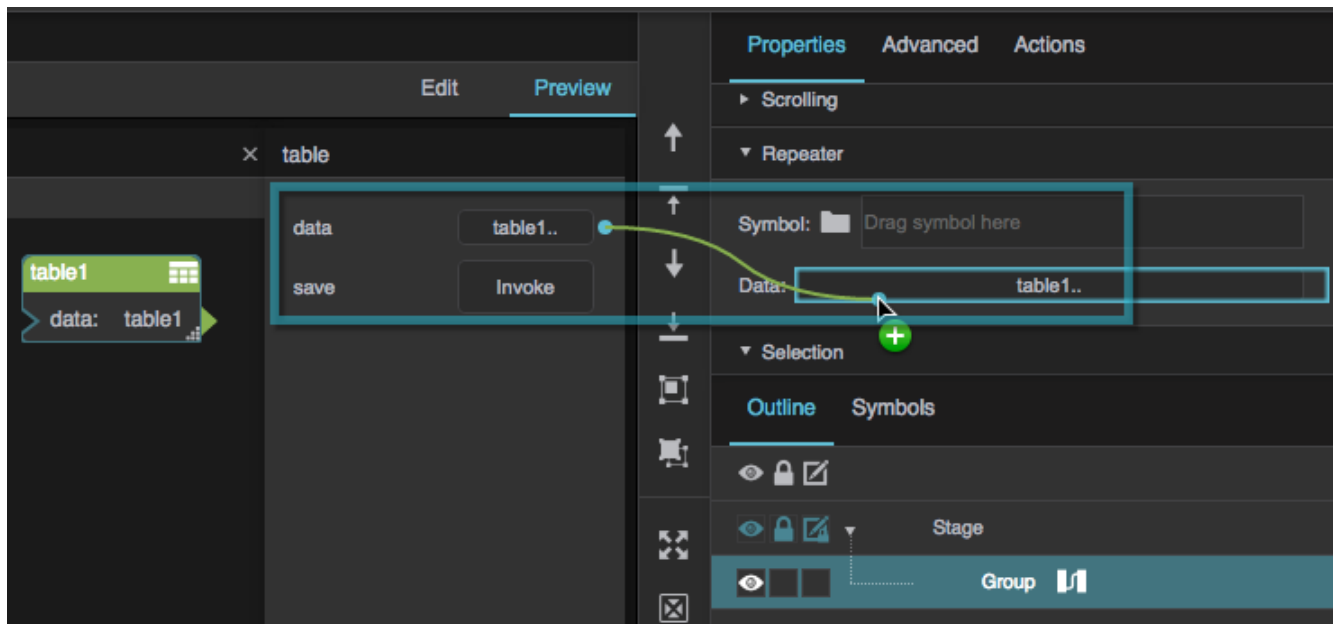 Properties Advanced Actions
Edit Preview
Scrolling
table
Repeater
data table1..
Symbol: Drag symbol here
table1
save Invoke
Data: table1..
data: table1
Selection
Outline Symbols
Stage
Group